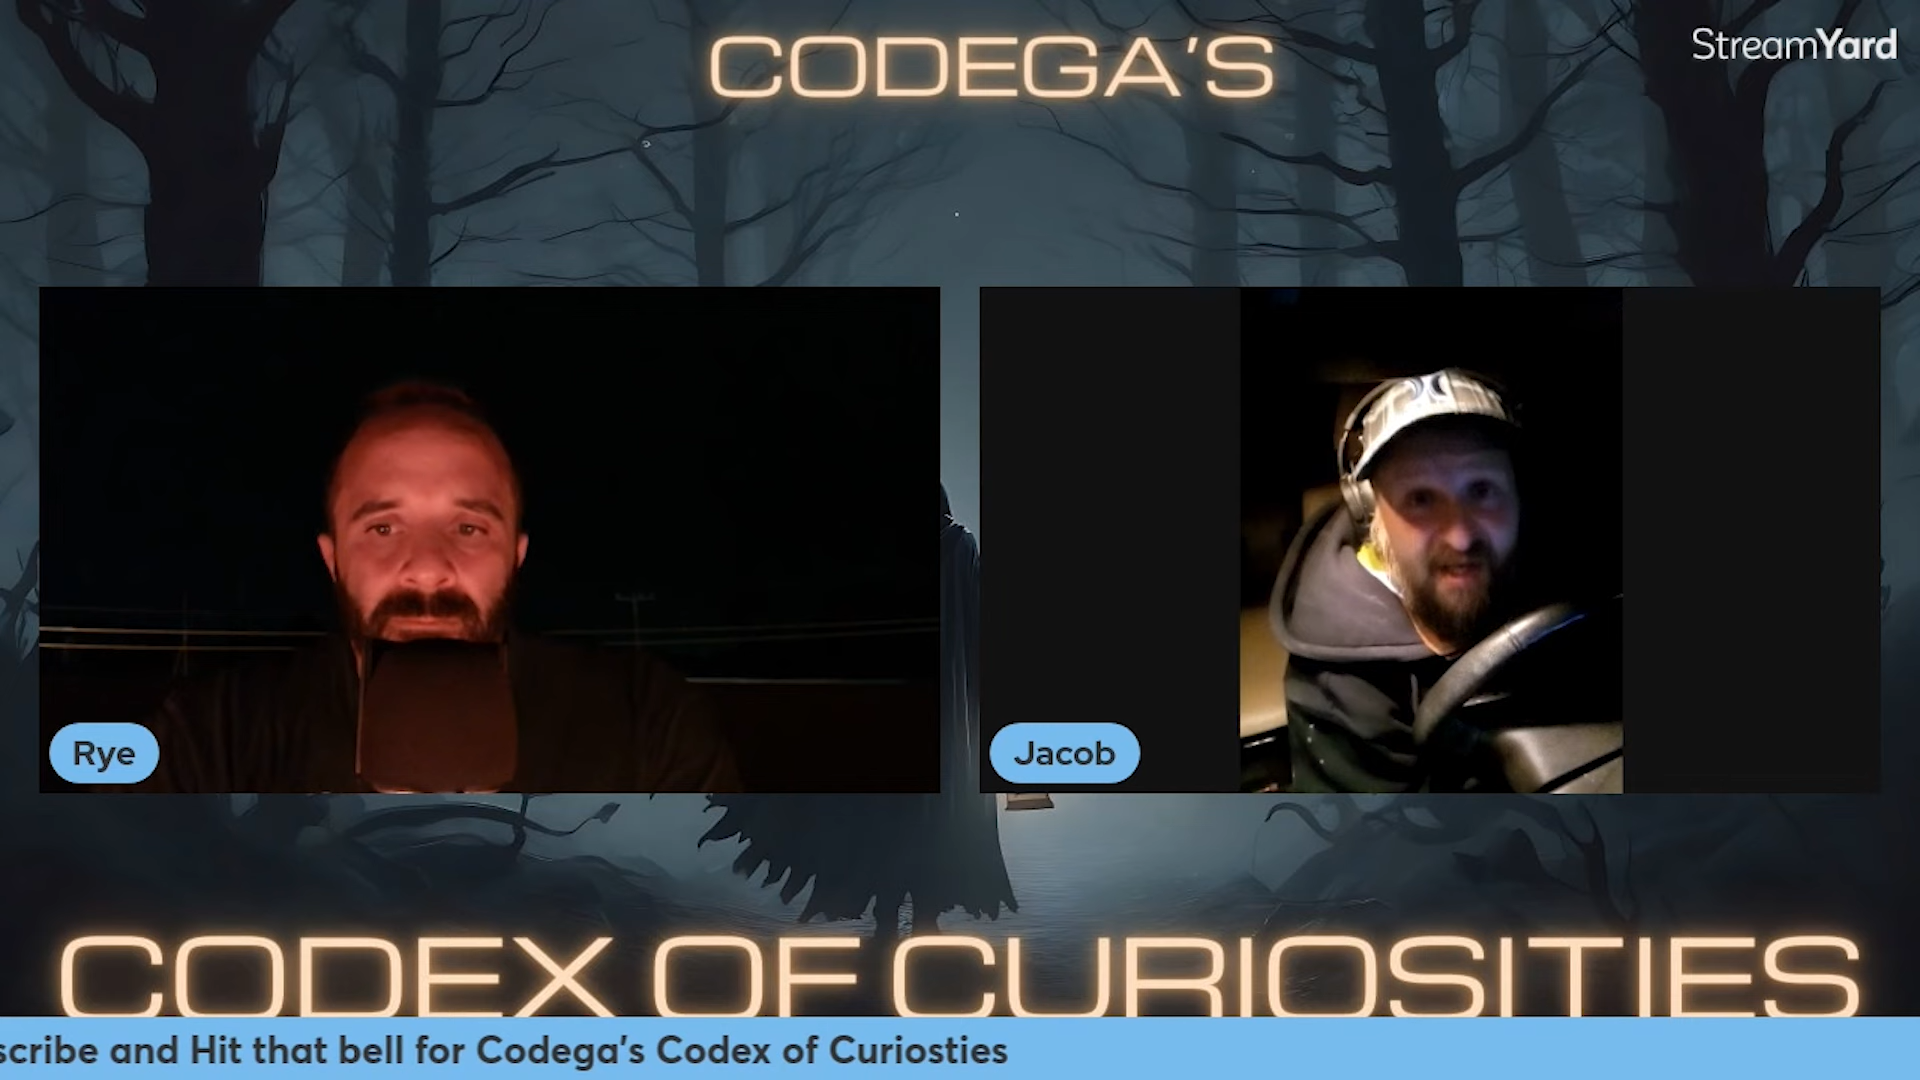 CODEGA'S
StreamYard
Rye
Jacob
CODEX OF CURIOSITIES
scribe and Hit that bell for Codega's Codex of Curiosties